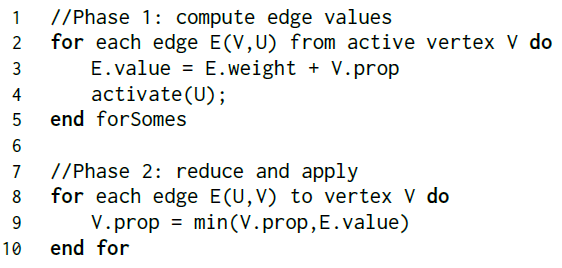 1 //Phase 1: compute edge values
2 for each edge E(V,U) from active vertex V do
3 E.value = E.weight + V.prop
4 activate(U);
5 end forSomes
6
7 //Phase 2: reduce and apply
8 for each edge E(U,V) to vertex V do
9 V.prop = min(V.prop,E.value)
10 end for